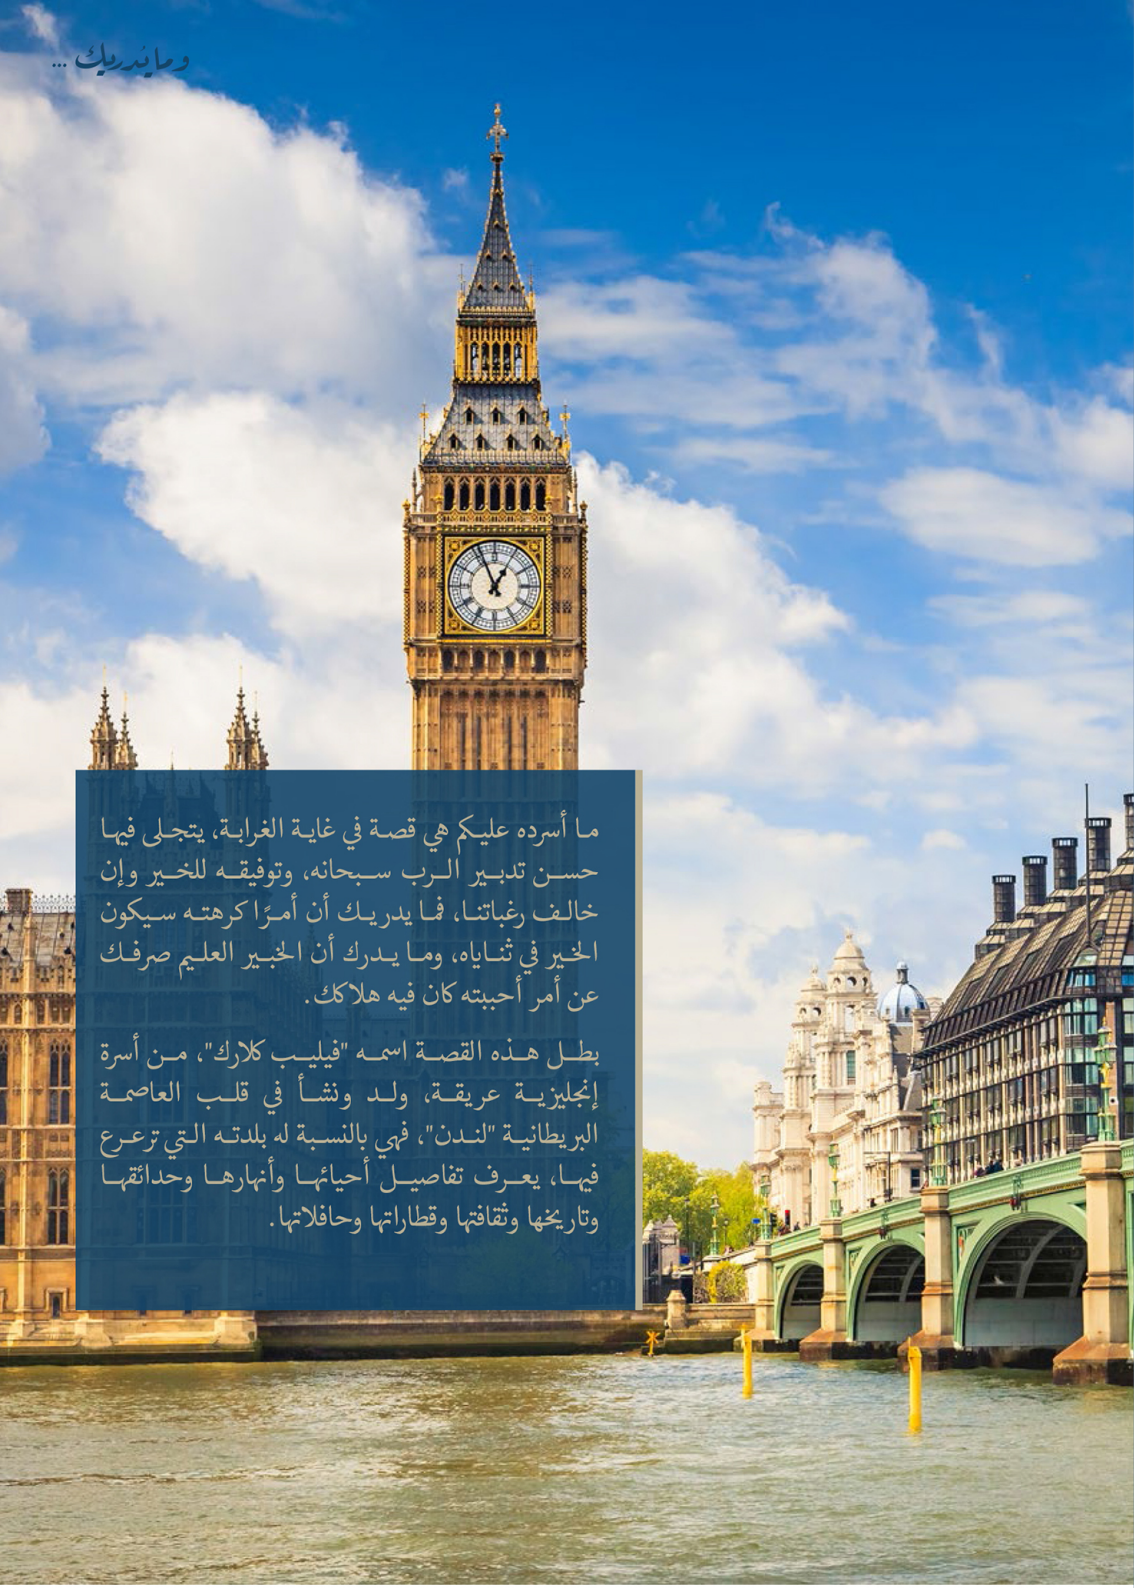 وما يُدريك ...
ما أسرده عليكم هي قصة في غاية الغرابة، يتجلى فيها
حسن تدبير الرب سبحانه، وتوفيقه للخير وإن
خالف رغباتنا، فما يدريك أن أمرًا كرهته سيكون
الخير في ثناياه، وما يدرك أن الخبير العليم صرفك
عن أمر أحببته كان فيه هلاكك.
بطل هذه القصة اسمه "فيليب كلارك"، من أسرة
إنجليزية عريقة، ولد ونشأ في قلب العاصمة
البريطانية "لندن"، فهي بالنسبة له بلدته التي ترعرع
فيها، يعرف تفاصيل أحيائها وأنهارها وحدائقها
وتاريخها وثقافتها وقطاراتها وحافلاتها.